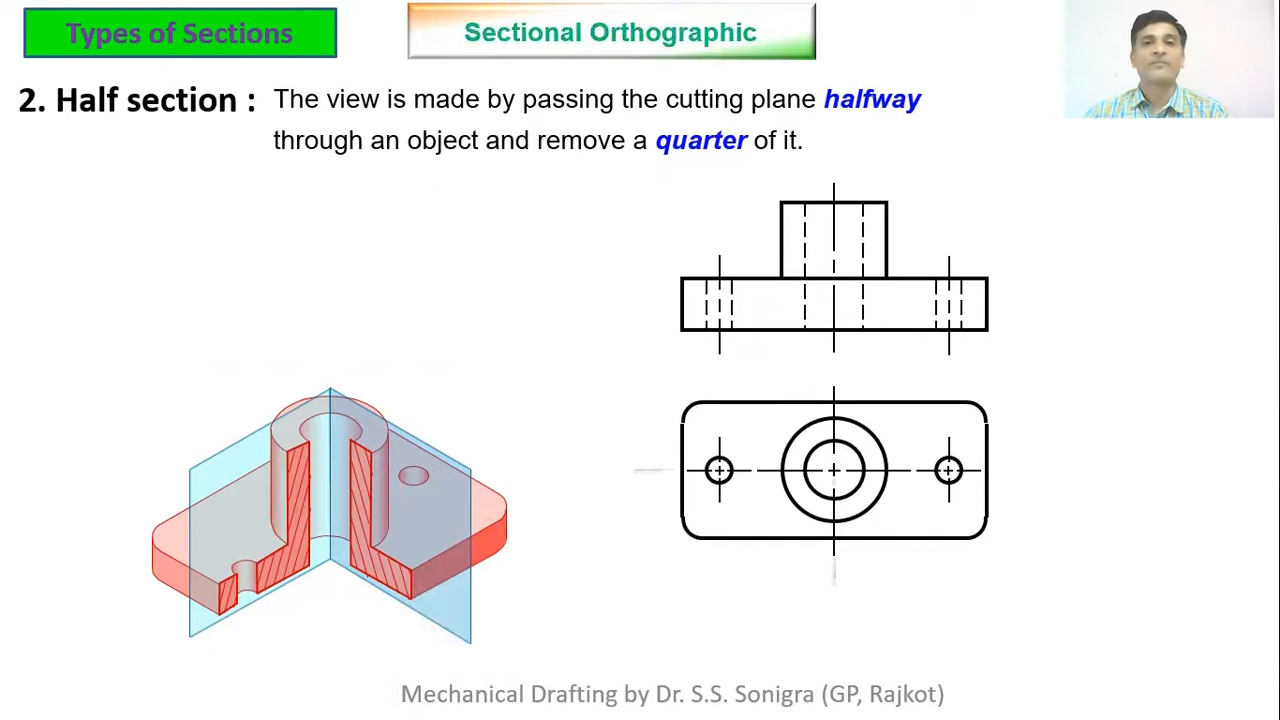 Types of Sections
Sectional Orthographic
2. Half section : The view is made by passing the cutting plane halfway
through an object and remove a quarter of it.
Mechanical Drafting by Dr. S.S. Sonigra (GP, Rajkot)